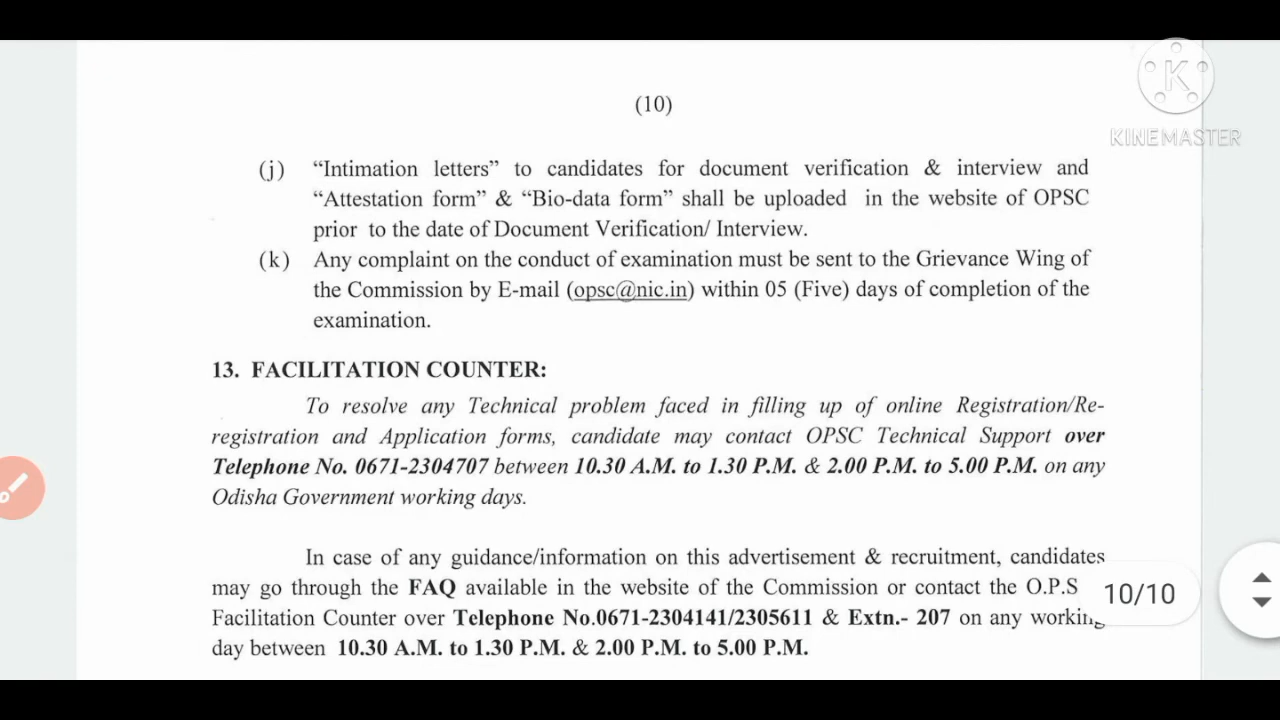 K
KINEMASTER
(10)
(j) “Intimation letters” to candidates for document verification & interview and
“Attestation form” & “Bio-data form” shall be uploaded in the website of OPSC
prior to the date of Document Verification/ Interview.
(k) Any complaint on the conduct of examination must be sent to the Grievance Wing of
the Commission by E-mail (opsc@nic.in) within 05 (Five) days of completion of the
examination.
13. FACILITATION COUNTER:
To resolve any Technical problem faced in filling up of online Registration/Re-
registration and Application forms, candidate may contact OPSC Technical Support over
Telephone No. 0671-2304707 between 10.30 A.M. to 1.30 P.M. & 2.00 P.M. to 5.00 P.M. on any
Odisha Government working days.
In case of any guidance/information on this advertisement & recruitment, candidates
may go through the FAQ available in the website of the Commission or contact the O.P.S
Facilitation Counter over Telephone No.0671-2304141/2305611 & Extn.- 207 on any working
day between 10.30 A.M. to 1.30 P.M. & 2.00 P.M. to 5.00 P.M.
10/10